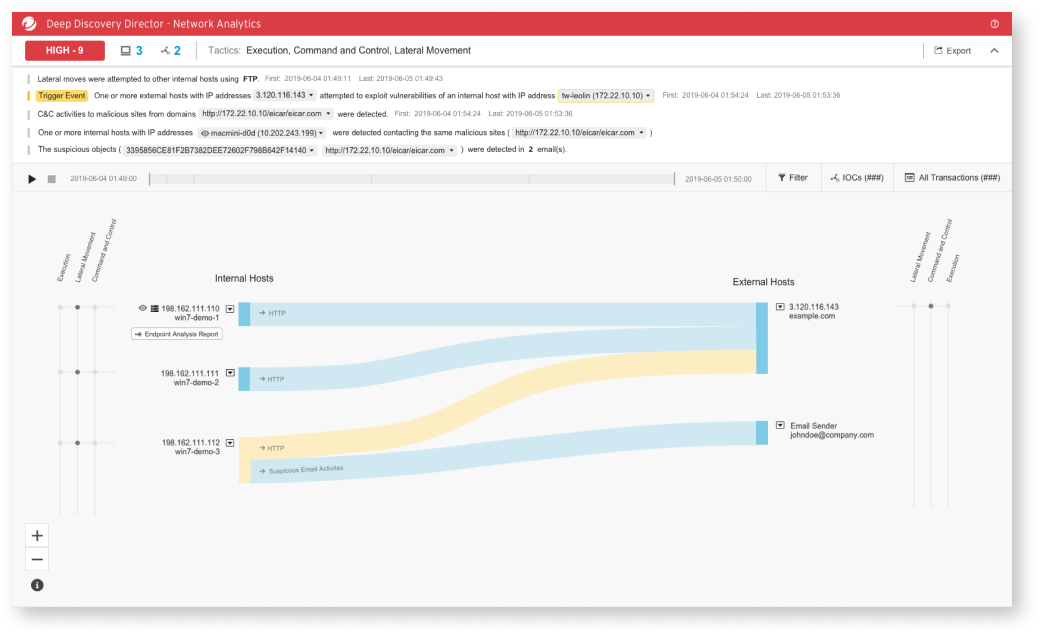 Deep Discovery Director - Network Analytics
HIGH - 9 3 2 Tactics: Execution, Command and Control, Lateral Movement Export
Lateral moves were attempted to other internal hosts using FTP. First: 2019-06-04 01:49:11 Last: 2019-06-05 01:49:43
Trigger Event One or more external hosts with IP addresses 3.120.116.143 attempted to exploit vulnerabilities of an internal host with IP address tw-leolin (172.22.10.10) First: 2019-06-04 01:54:24 Last: 2019-06-05 01:53:36
C&C activities to malicious sites from domains http://172.22.10.10/eicar/eicar.com were detected. First: 2019-06-04 01:54:24 Last: 2019-06-05 01:53:36
One or more internal hosts with IP addresses macmini-d0d (10.202.243.199) were detected contacting the same malicious sites ( http://172.22.10.10/eicar/eicar.com )
The suspicious objects ( 3395856CE81F2B7382DEE72602F798B642F14140 http://172.22.10.10/eicar/eicar.com ) were detected in 2 email(s).
2019-06-04 01:49:00 2019-06-05 01:50:00 Filter IOCs (###) All Transactions (###)
Execution
Lateral Movement
Command and Control
Internal Hosts
External Hosts
Lateral Movement
Command and Control
Execution
198.162.111.110
win7-demo-1
Endpoint Analysis Report
HTTP
3.120.116.143
example.com
198.162.111.111
win7-demo-2
HTTP
198.162.111.112
win7-demo-3
HTTP
Suspicous Email Activites
Email Sender
johndoe@company.com